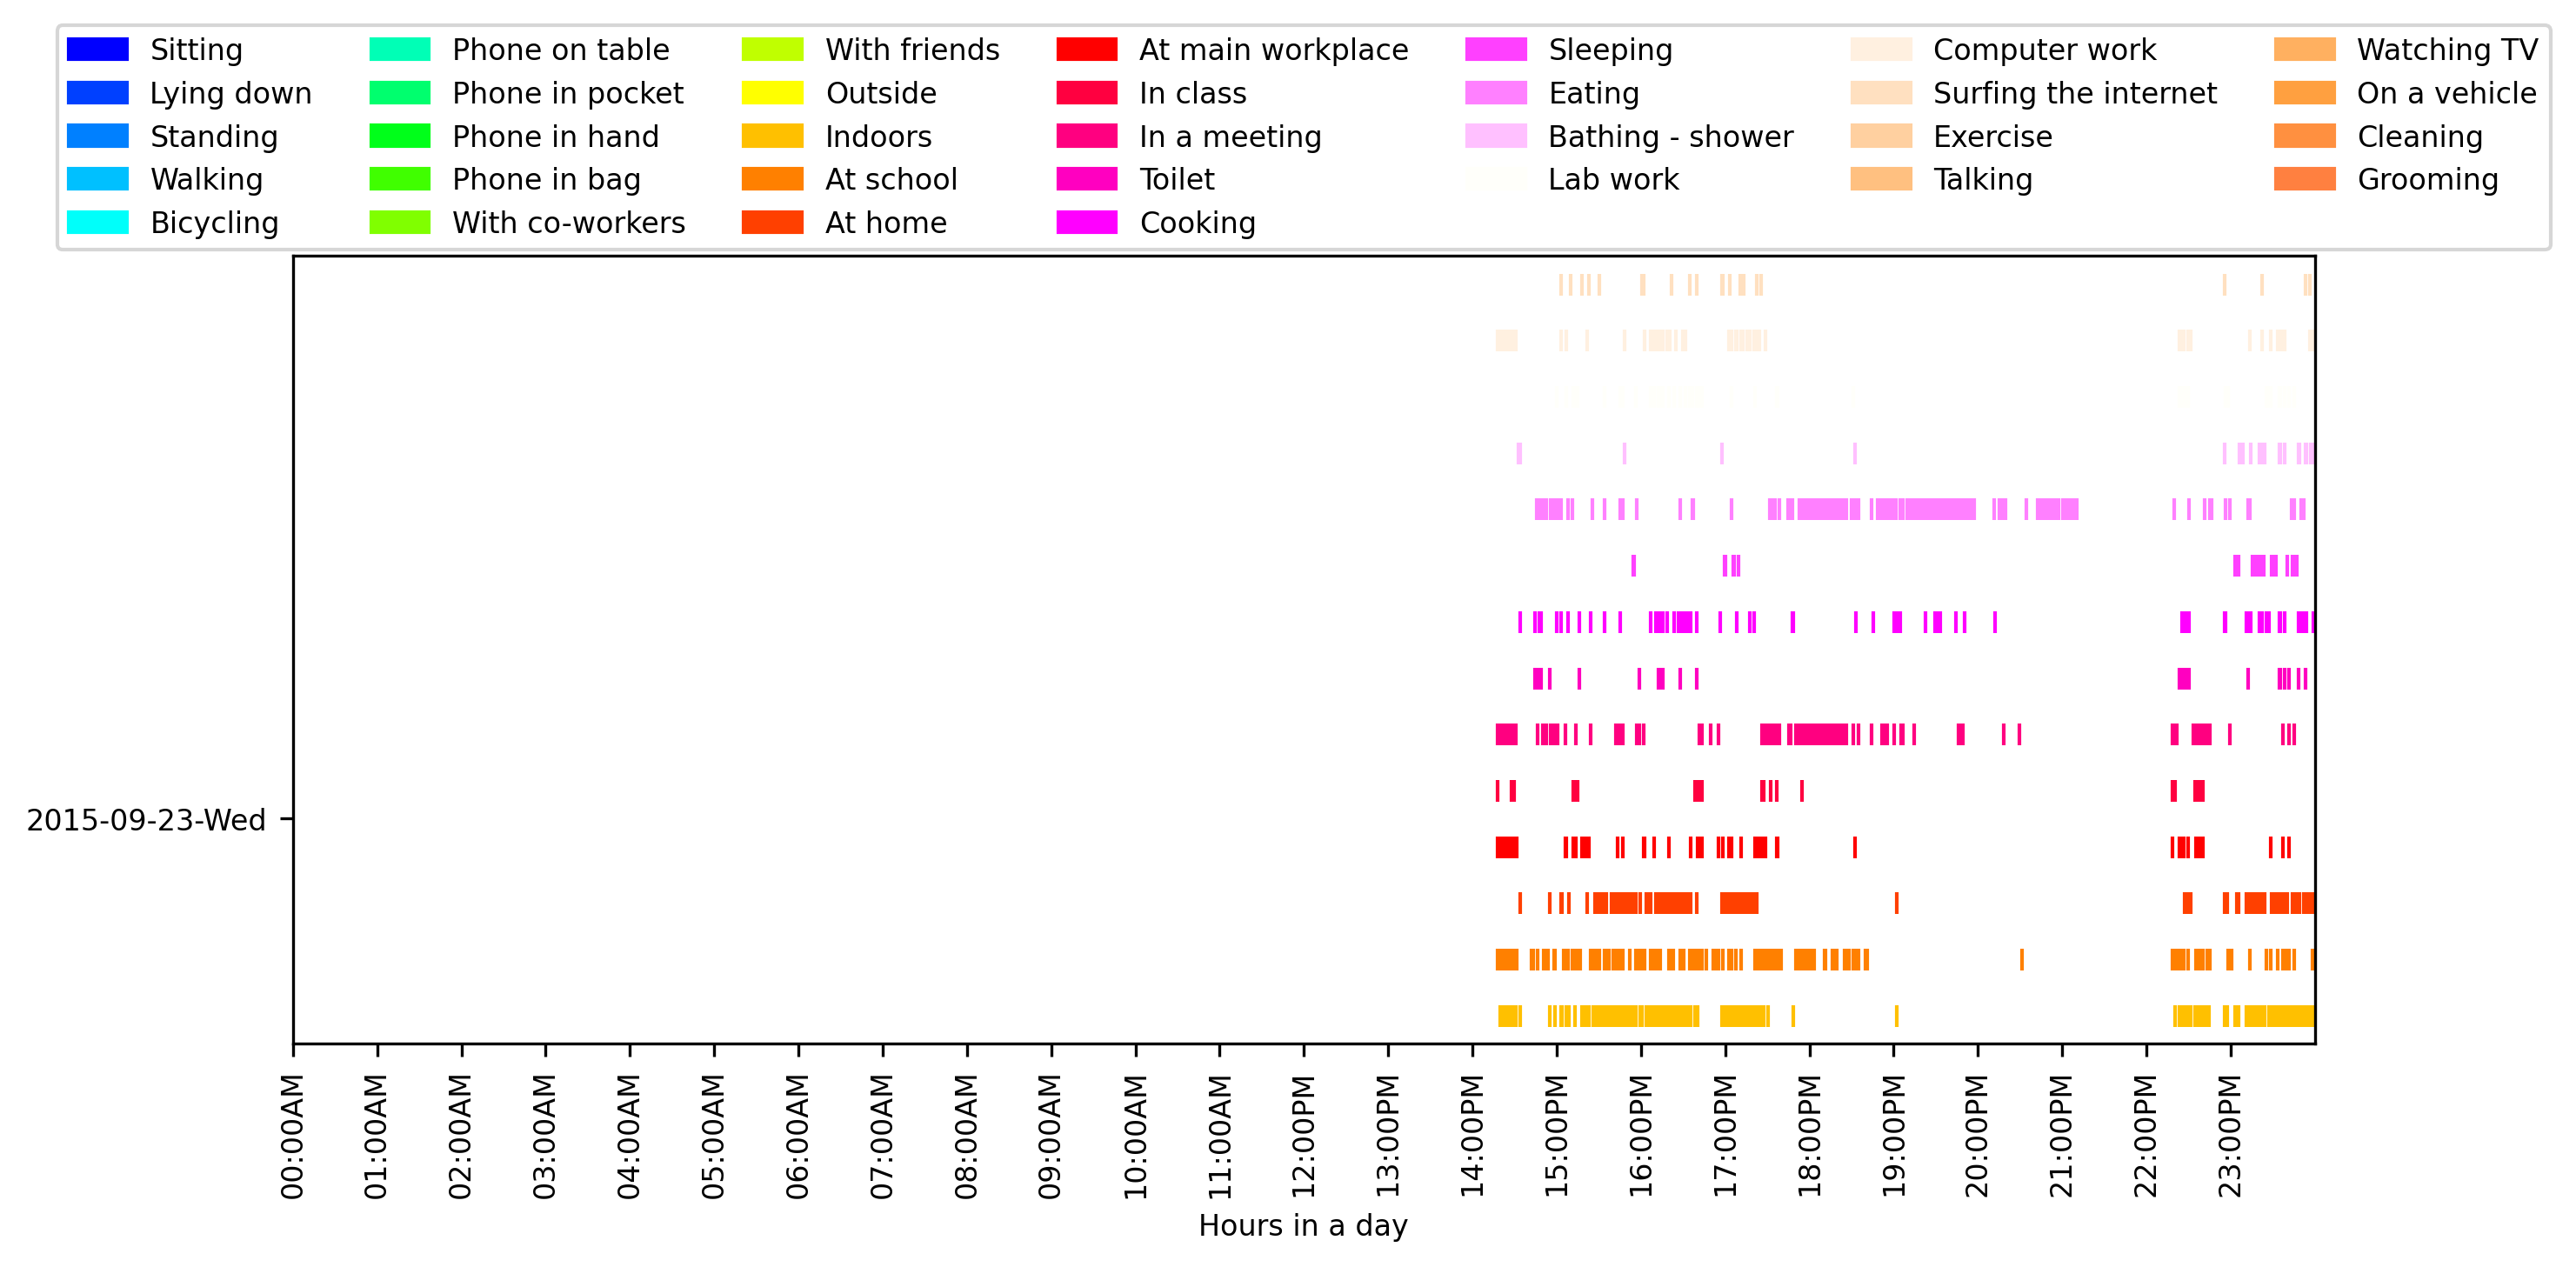 Sitting
Lying down
Standing
Walking
Bicycling
Phone on table
Phone in pocket
Phone in hand
Phone in bag
With co-workers
With friends
Outside
Indoors
At school
At home
At main workplace
In class
In a meeting
Toilet
Cooking
Sleeping
Eating
Bathing - shower
Lab work
Computer work
Surfing the internet
Exercise
Talking
Watching TV
On a vehicle
Cleaning
Grooming
2015-09-23-Wed
00:00AM
01:00AM
02:00AM
03:00AM
04:00AM
05:00AM
06:00AM
07:00AM
08:00AM
09:00AM
10:00AM
11:00AM
12:00PM
13:00PM
14:00PM
15:00PM
16:00PM
17:00PM
18:00PM
19:00PM
20:00PM
21:00PM
22:00PM
23:00PM
Hours in a day